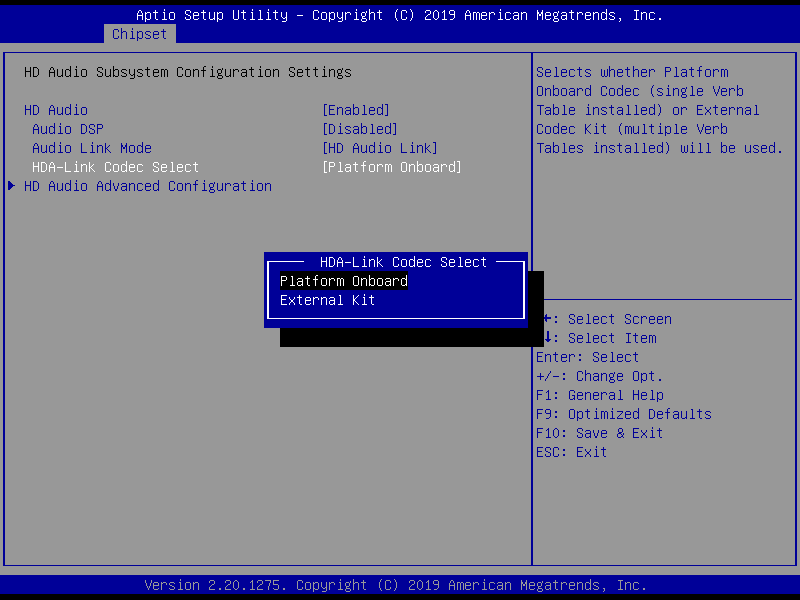 Aptio Setup Utility – Copyright (C) 2019 American Megatrends, Inc.
Chipset
HD Audio Subsystem Configuration Settings
HD Audio [Enabled]
Audio DSP [Disabled]
Audio Link Mode [HD Audio Link]
HDA-Link Codec Select [Platform Onboard]
HD Audio Advanced Configuration
HDA-Link Codec Select
Platform Onboard
External Kit
Selects whether Platform
Onboard Codec (single Verb
Table installed) or External
Codec Kit (multiple Verb
Tables installed) will be used.
←: Select Screen
↓: Select Item
Enter: Select
+/-: Change Opt.
F1: General Help
F9: Optimized Defaults
F10: Save & Exit
ESC: Exit
Version 2.20.1275. Copyright (C) 2019 American Megatrends, Inc.